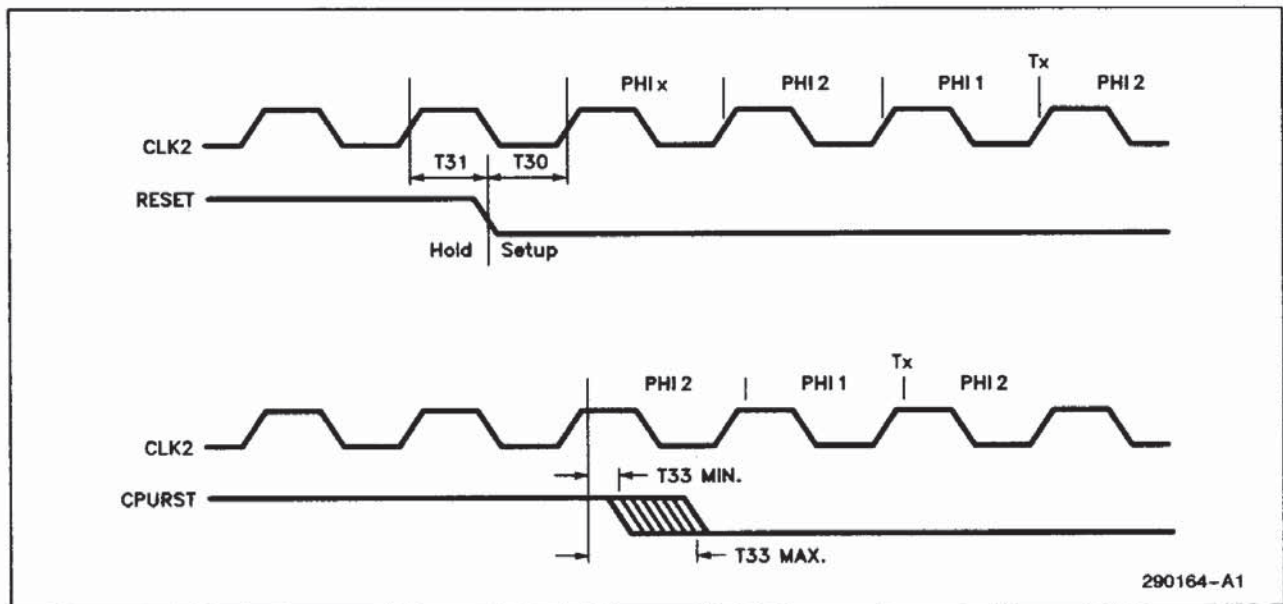 Tx
PHI x PHI 2 PHI 1 PHI 2
CLK2
T31 T30
RESET
Hold Setup
Tx
PHI 2 PHI 1 PHI 2
CLK2
T33 MIN.
CPURST
T33 MAX.
290164-A1